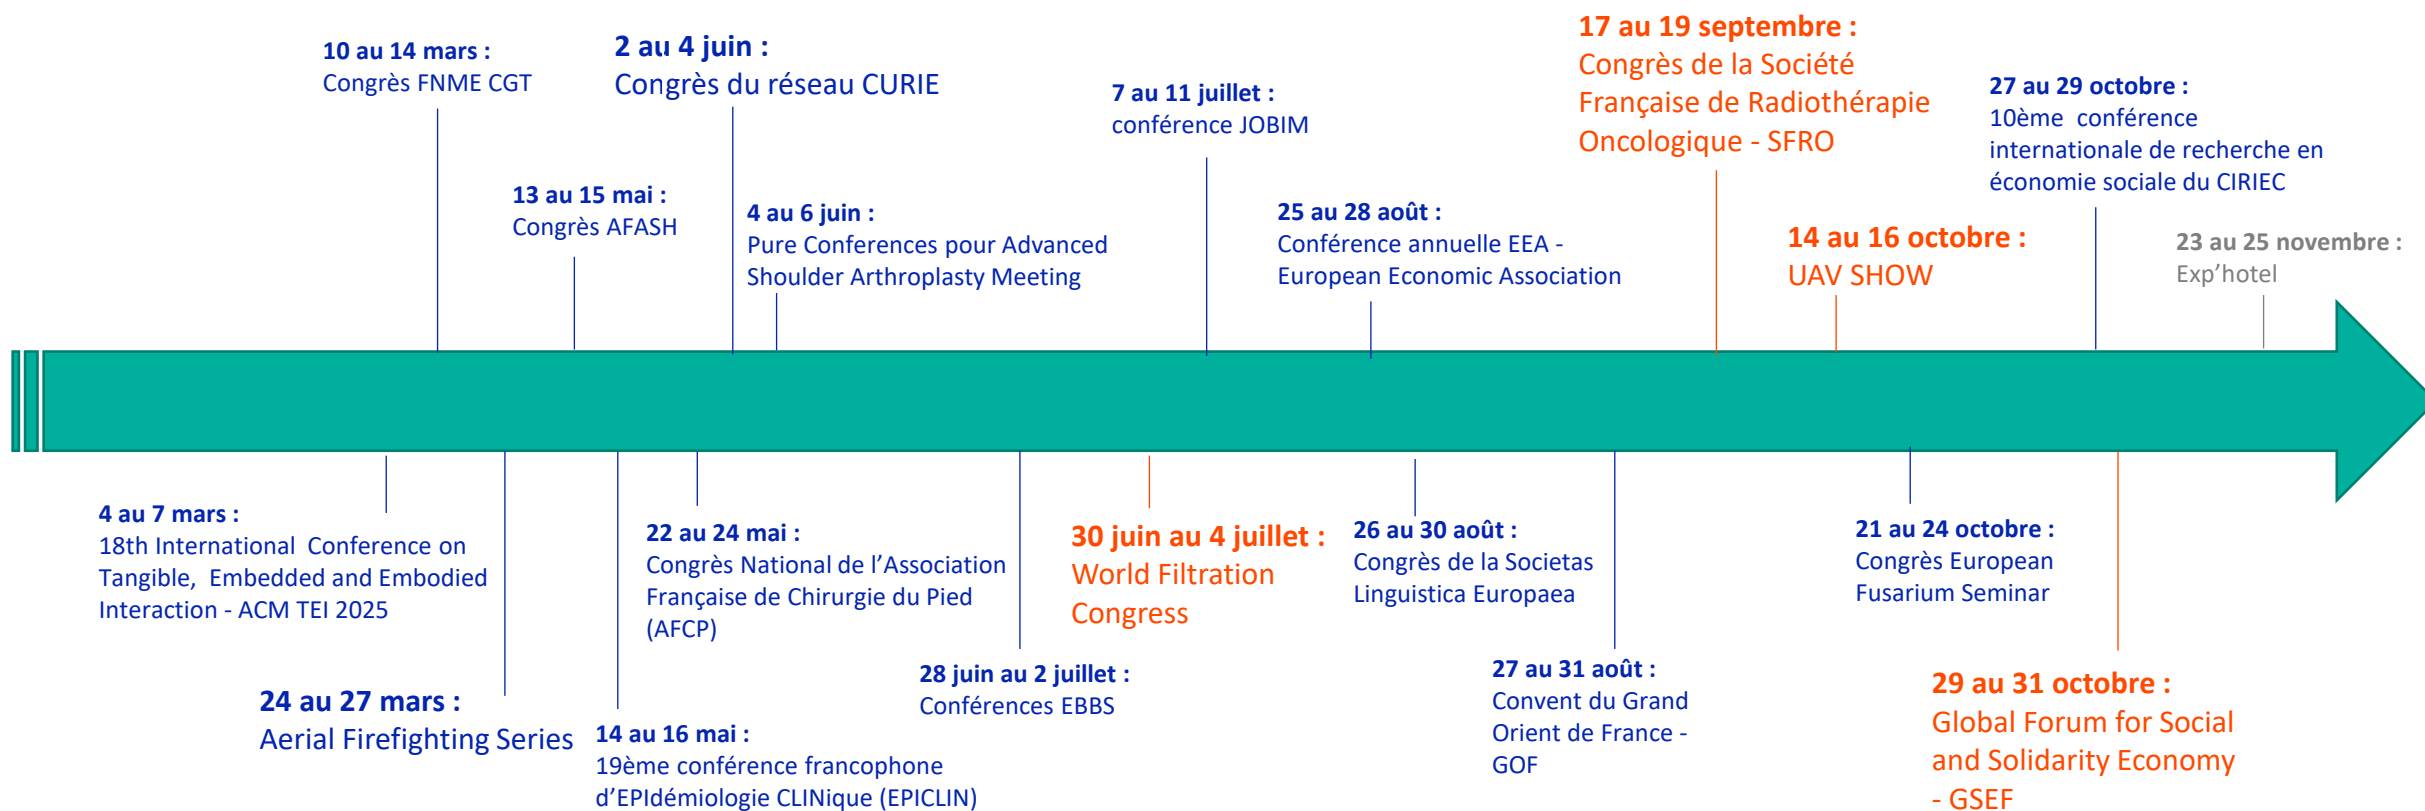 10 au 14 mars :
Congrès FNME CGT
2 au 4 juin :
Congrès du réseau CURIE
7 au 11 juillet :
conférence JOBIM
17 au 19 septembre :
Congrès de la Société
Française de Radiothérapie
Oncologique - SFRO
27 au 29 octobre :
10ème conférence
internationale de recherche en
économie sociale du CIRIEC
13 au 15 mai :
Congrès AFASH
4 au 6 juin :
Pure Conferences pour Advanced
Shoulder Arthroplasty Meeting
25 au 28 août :
Conférence annuelle EEA -
European Economic Association
14 au 16 octobre :
UAV SHOW
23 au 25 novembre :
Exp’hotel
4 au 7 mars :
18th International Conference on
Tangible, Embedded and Embodied
Interaction - ACM TEI 2025
22 au 24 mai :
Congrès National de l’Association
Française de Chirurgie du Pied
(AFCP)
30 juin au 4 juillet :
World Filtration
Congress
26 au 30 août :
Congrès de la Societas
Linguistica Europaea
21 au 24 octobre :
Congrès European
Fusarium Seminar
24 au 27 mars :
Aerial Firefighting Series
14 au 16 mai :
19ème conférence francophone
d’EPIdémiologie CLINique (EPICLIN)
28 juin au 2 juillet :
Conférences EBBS
27 au 31 août :
Convent du Grand
Orient de France -
GOF
29 au 31 octobre :
Global Forum for Social
and Solidarity Economy
- GSEF